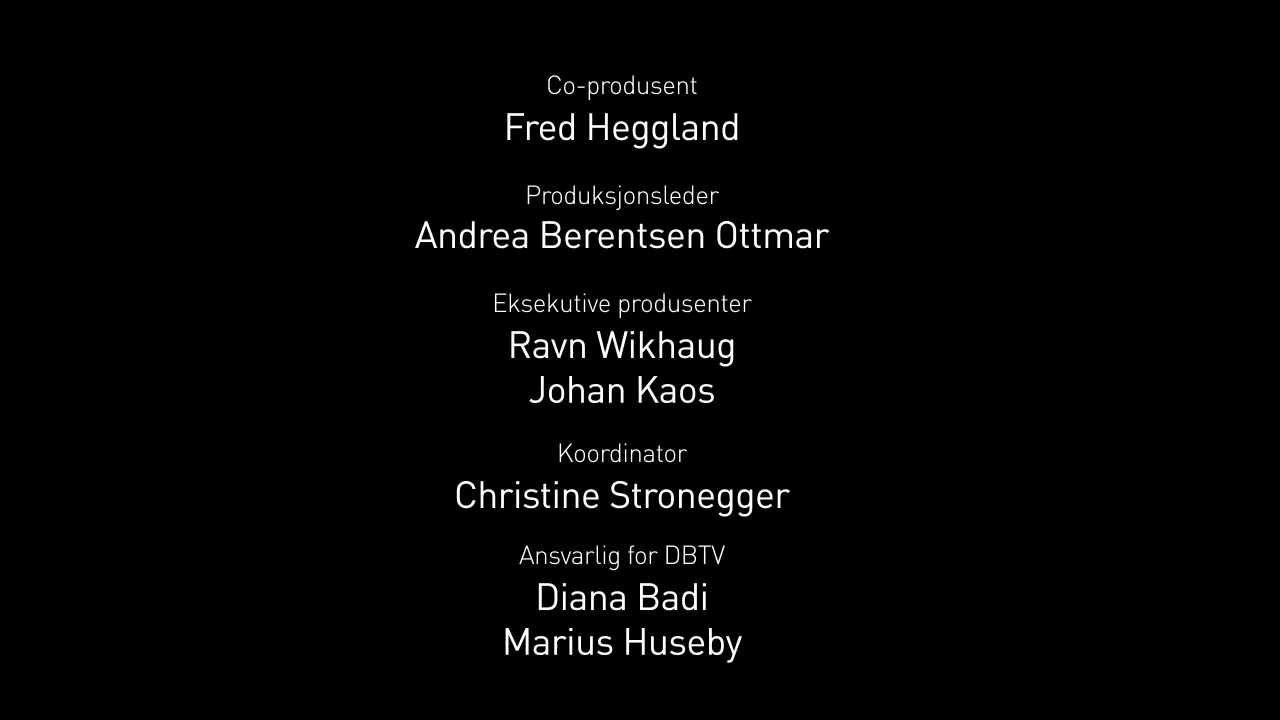 Co-produsent
Fred Heggland
Produksjonsleder
Andrea Berentsen Ottmar
Eksekutive produsenter
Ravn Wikhaug
Johan Kaos
Koordinator
Christine Stronegger
Ansvarlig for DBTV
Diana Badi
Marius Huseby